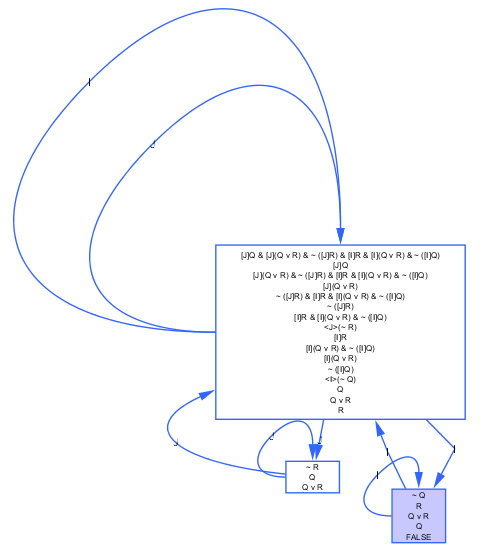 I
J
[J]Q & [J](Q v R) & ~ ([J]R) & [I]R & [I](Q v R) & ~ ([I]Q)
[J]Q
[J](Q v R) & ~ ([J]R) & [I]R & [I](Q v R) & ~ ([I]Q)
[J](Q v R)
~ ([J]R) & [I]R & [I](Q v R) & ~ ([I]Q)
~ ([J]R)
[I]R & [I](Q v R) & ~ ([I]Q)
<J>(~ R)
[I]R
[I](Q v R) & ~ ([I]Q)
[I](Q v R)
~ ([I]Q)
<I>(~ Q)
Q
Q v R
R
J
J
J
I
I
I
~ R
Q
Q v R
~ Q
R
Q v R
Q
FALSE